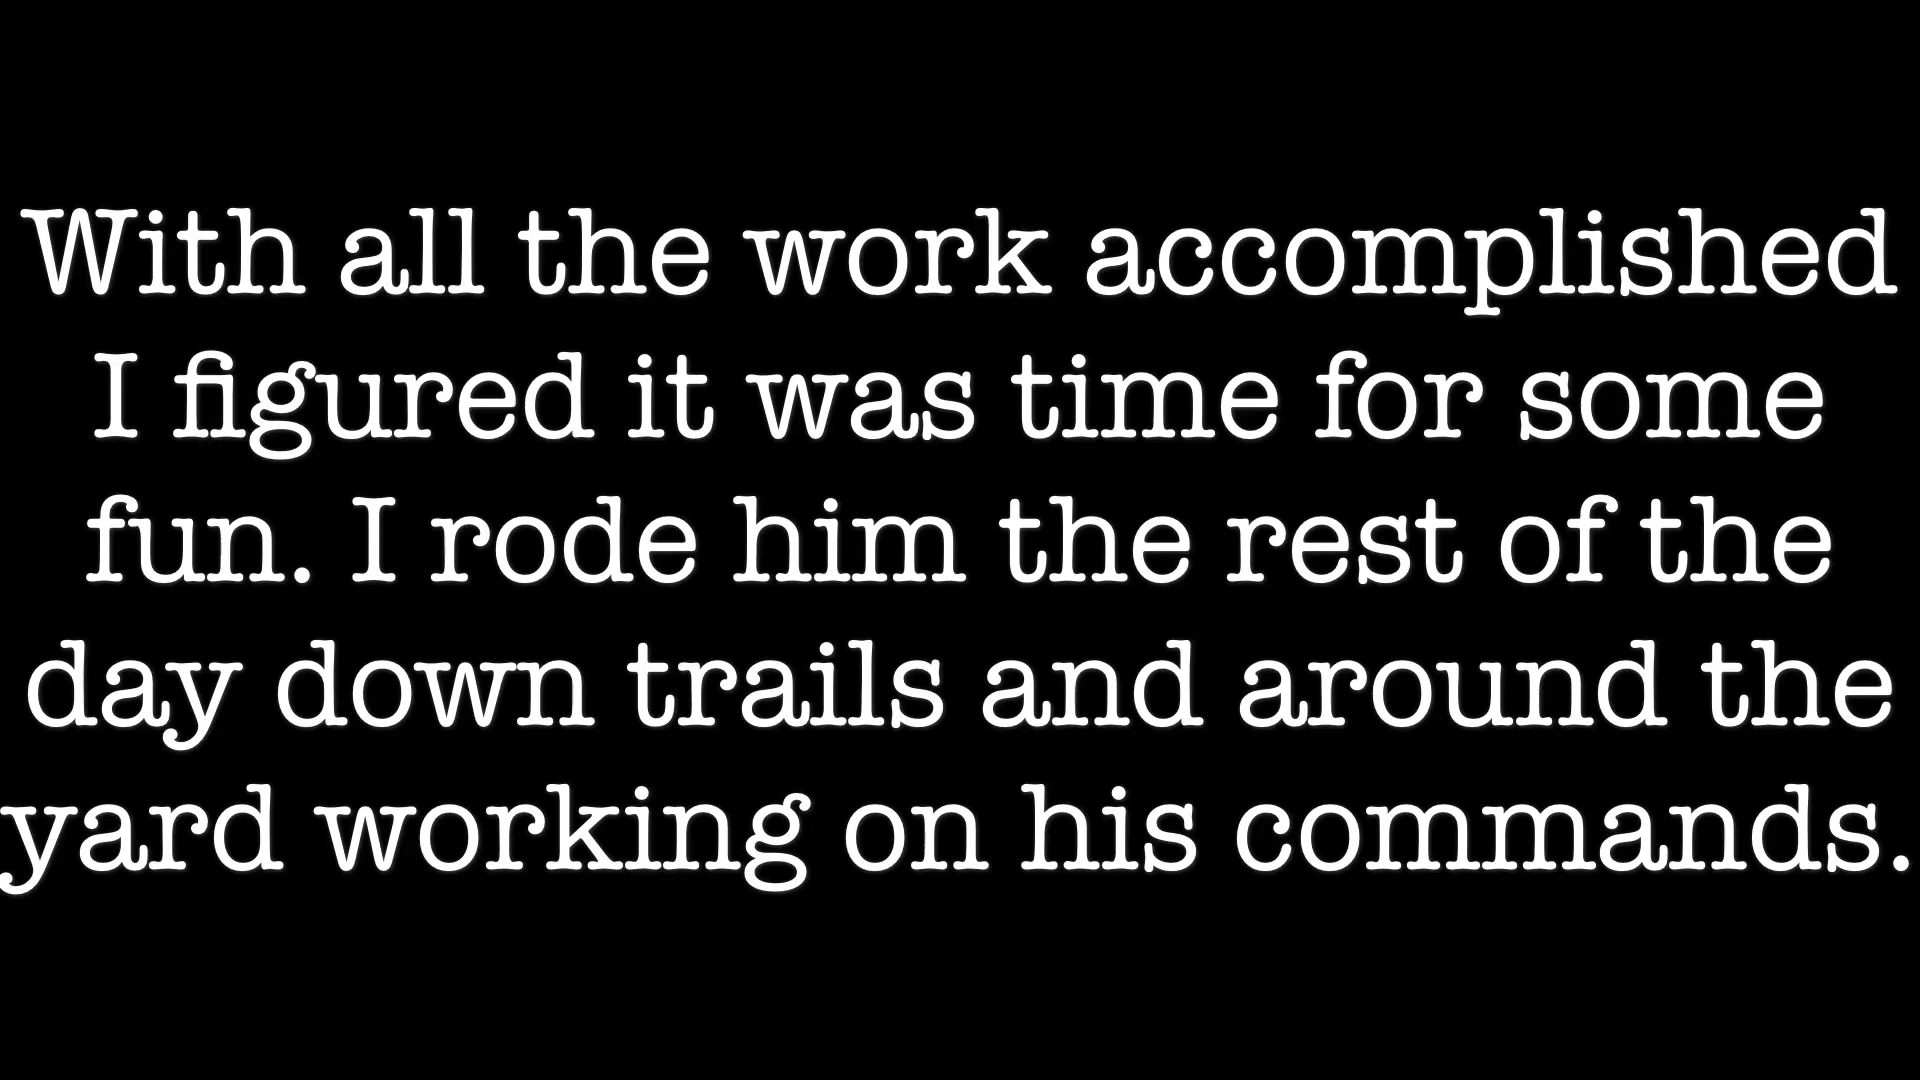 With all the work accomplished
I figured it was time for some
fun. I rode him the rest of the
day down trails and around the
yard working on his commands.